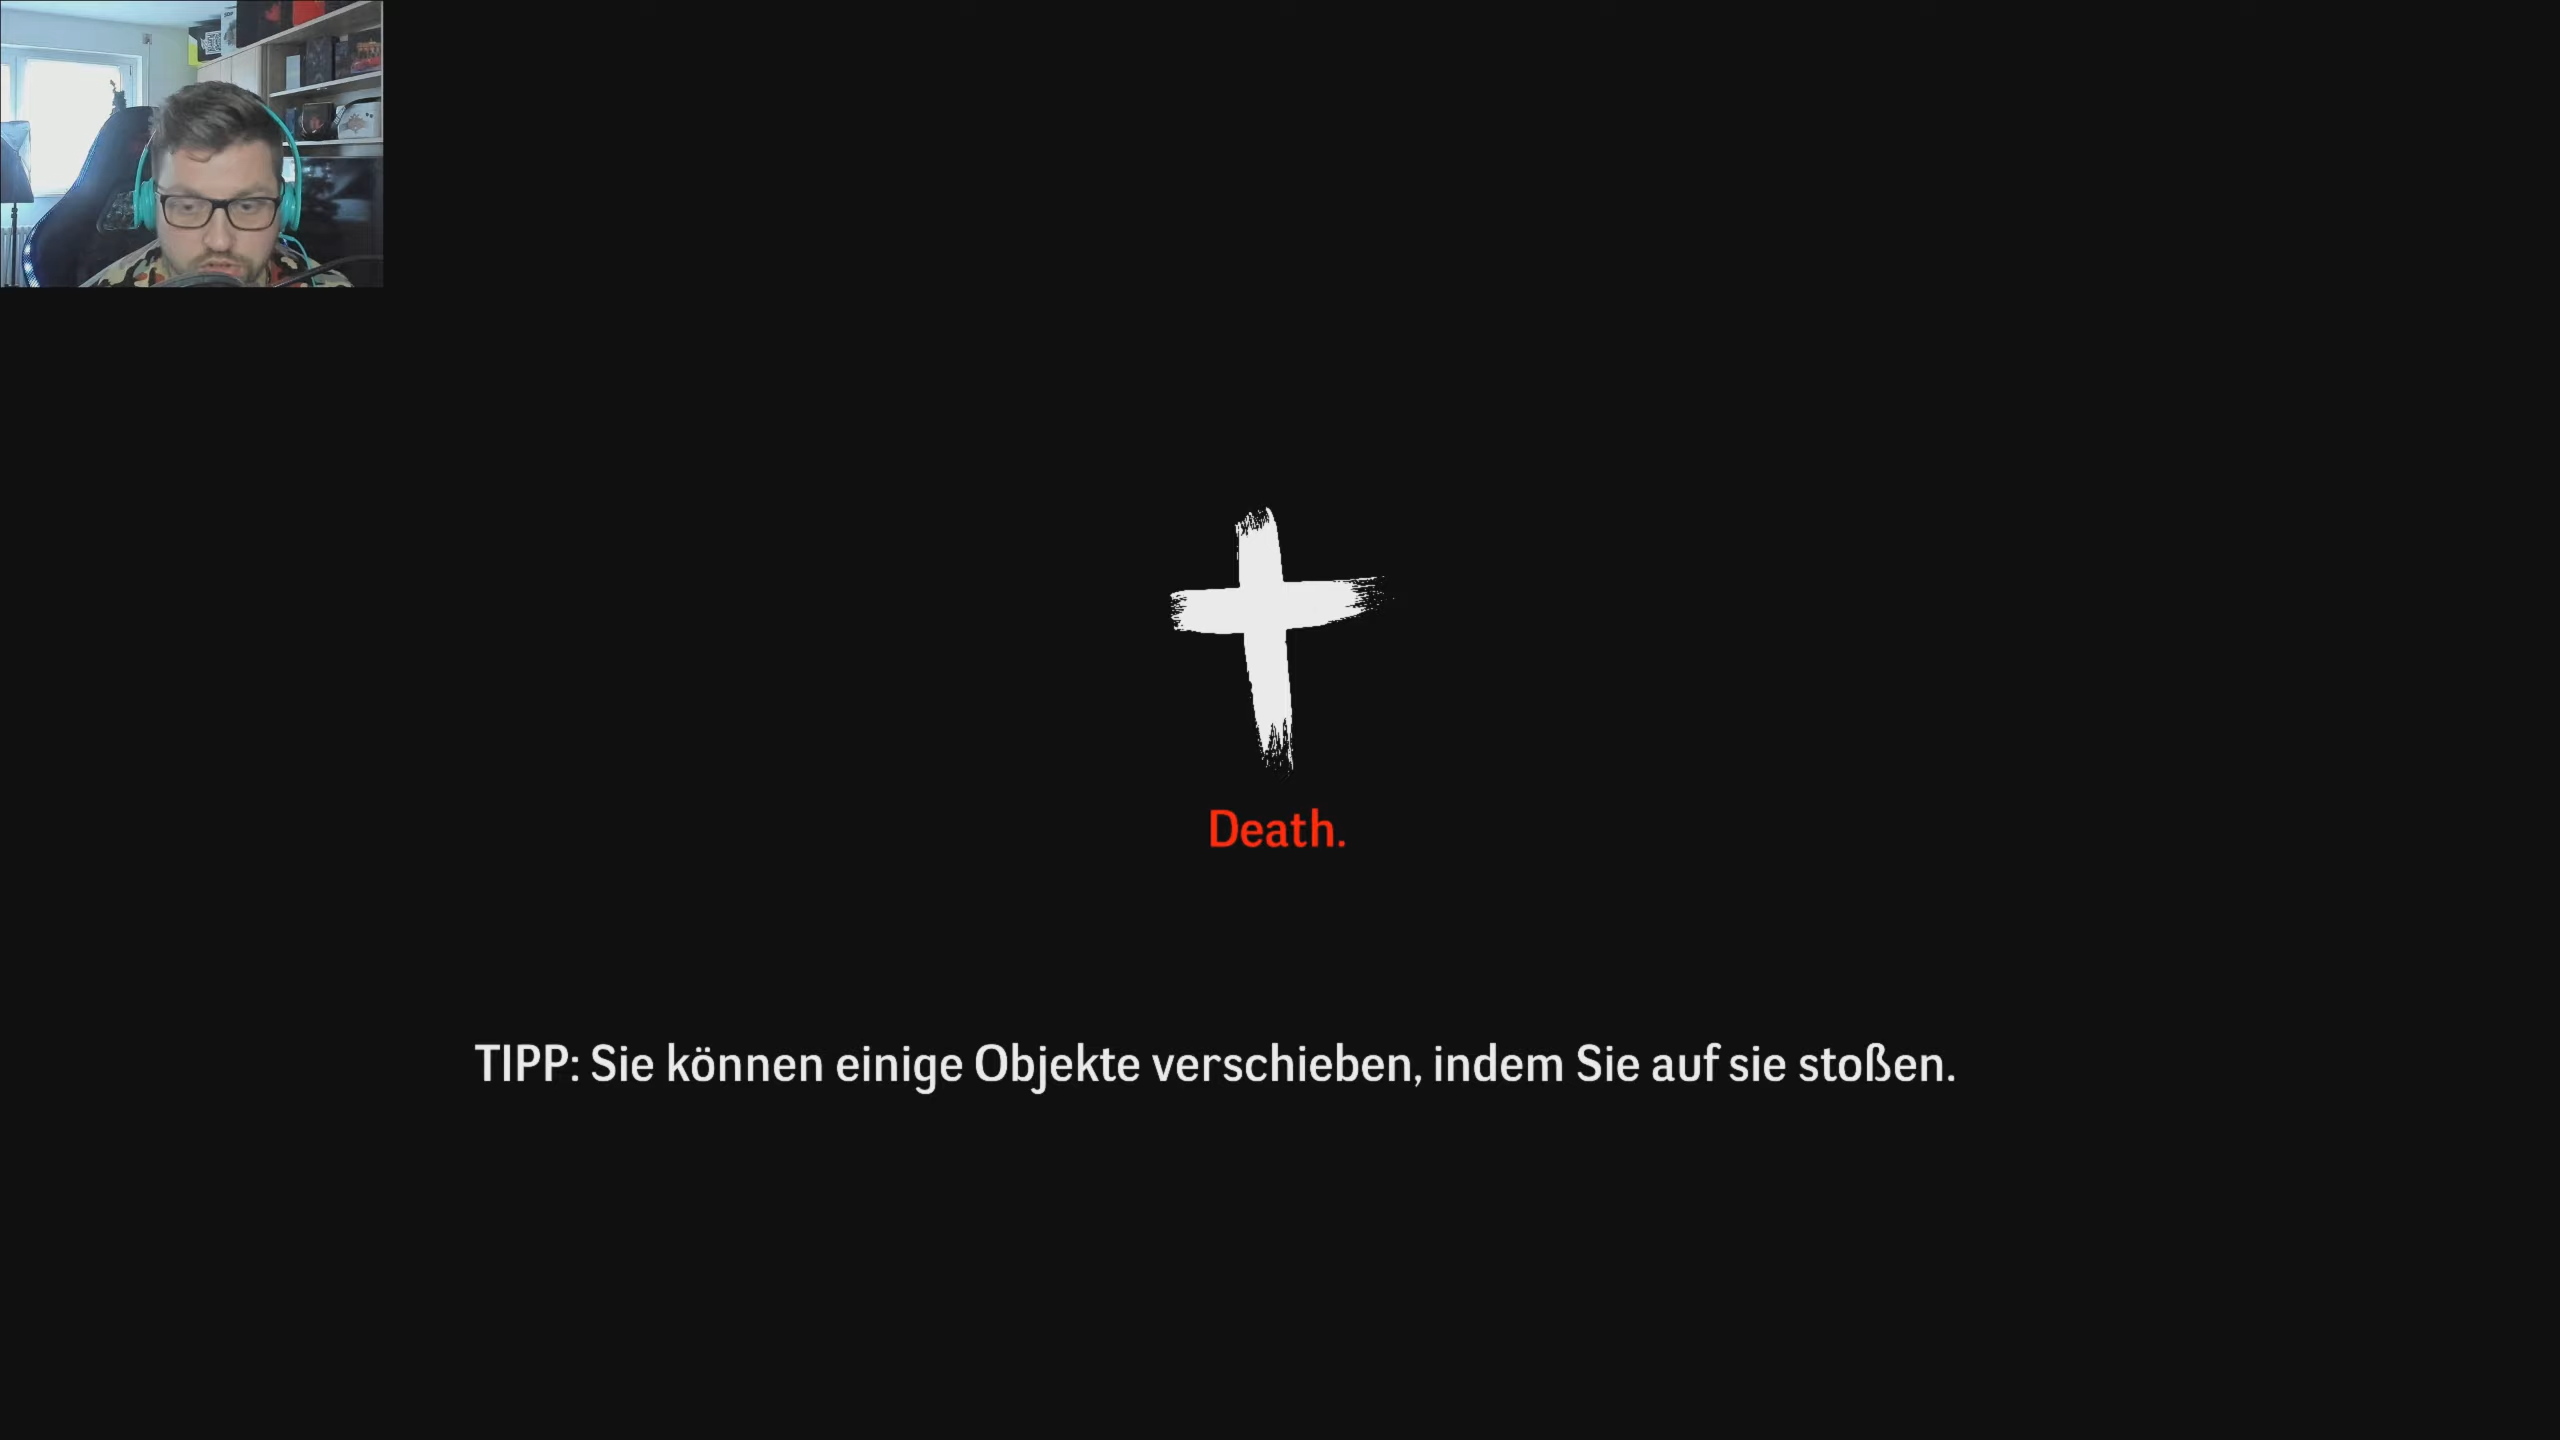 Death.
TIPP: Sie können einige Objekte verschieben, indem Sie auf sie stoßen.